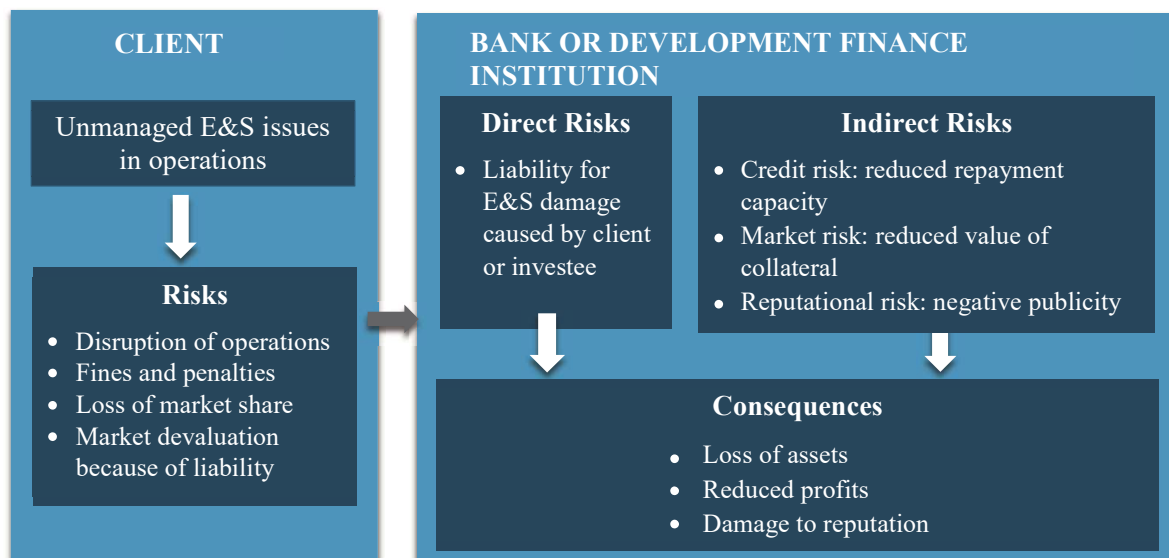 CLIENT
Unmanaged E&S issues
in operations
Risks
• Disruption of operations
• Fines and penalties
• Loss of market share
• Market devaluation
because of liability
BANK OR DEVELOPMENT FINANCE
INSTITUTION
Direct Risks
• Liability for
E&S damage
caused by client
or investee
Indirect Risks
• Credit risk: reduced repayment
capacity
• Market risk: reduced value of
collateral
• Reputational risk: negative publicity
Consequences
• Loss of assets
• Reduced profits
• Damage to reputation